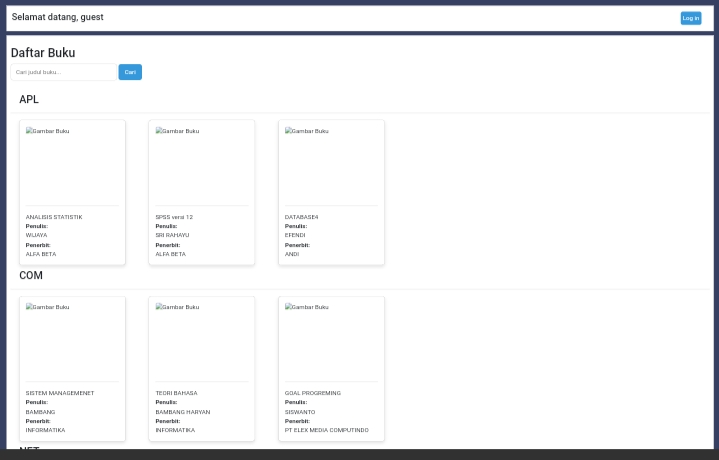 Selamat datang, guest
Log in
Daftar Buku
Cari judul buku...
Cari
APL
Gambar Buku
Gambar Buku
Gambar Buku
ANALISIS STATISTIK
Penulis:
WIJAYA
Penerbit:
ALFA BETA
SPSS versi 12
Penulis:
SRI RAHAYU
Penerbit:
ALFA BETA
DATABASE4
Penulis:
EFENDI
Penerbit:
ANDI
COM
Gambar Buku
Gambar Buku
Gambar Buku
SISTEM MANAGEMENET
Penulis:
BAMBANG
Penerbit:
INFORMATIKA
TEORI BAHASA
Penulis:
BAMBANG HARYAN
Penerbit:
INFORMATIKA
GOAL PROGREMING
Penulis:
SISWANTO
Penerbit:
PT ELEX MEDIA COMPUTINDO